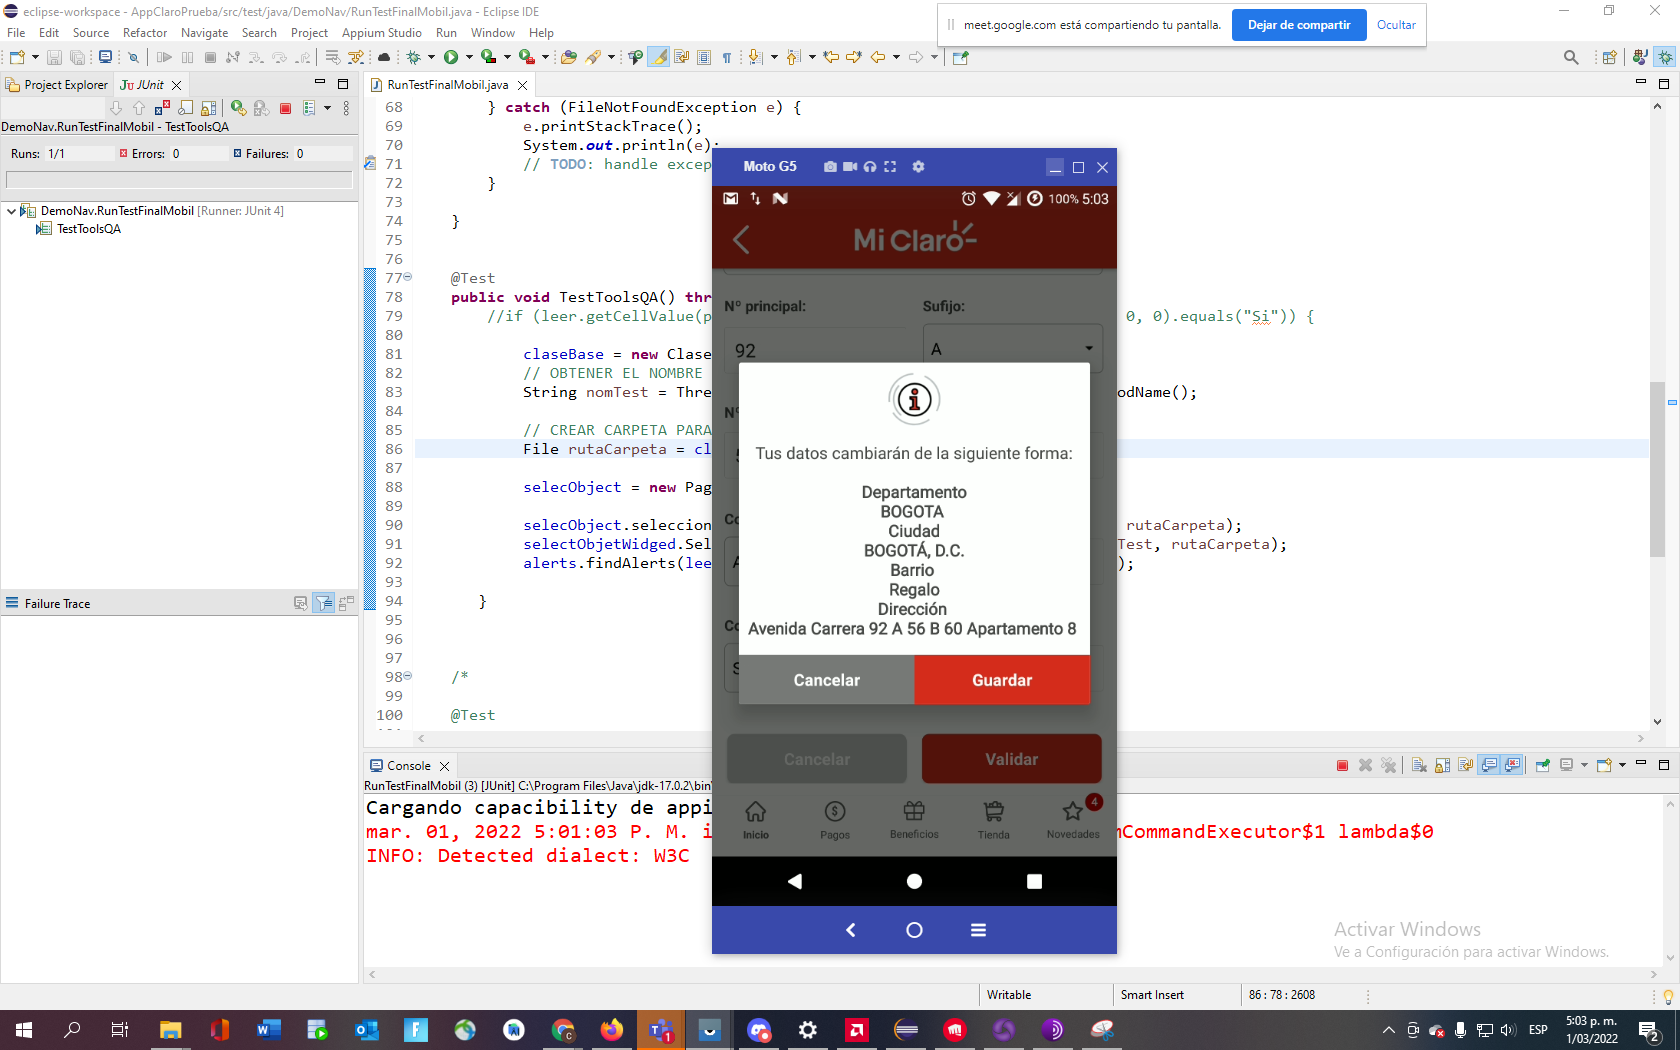 eclipse-workspace - AppClaroPrueba/src/test/java/DemoNav/RunTestFinalMobil.java - Eclipse IDE
meet.google.com está compartiendo tu pantalla.
Dejar de compartir
Ocultar
File Edit Source Refactor Navigate Search Project Appium Studio Run Window Help
Project Explorer
JUnit
RunTestFinalMobil.java
DemoNav.RunTestFinalMobil - TestToolsQA
Runs: 1/1
Errors: 0
Failures: 0
DemoNav.RunTestFinalMobil [Runner: JUnit 4]
TestToolsQA
Failure Trace
68 } catch (FileNotFoundException e) {
69 e.printStackTrace();
70 System.out.println(e);
71 // TODO: handle excep
72 }
73
74 }
75
76
77 @Test
78 public void TestToolsQA() thr
79 //if (leer.getCellValue(p 0, 0).equals("Si")) {
80
81 claseBase = new Clase
82 // OBTENER EL NOMBRE
83 String nomTest = Thre odName();
84
85 // CREAR CARPETA PARA
86 File rutaCarpeta = cl
87
88 selecObject = new Pag
89
90 selecObject.seleccion rutaCarpeta);
91 selectObjetWidged.Sel Test, rutaCarpeta);
92 alerts.findAlerts(lee );
93
94 }
95
96
97
98 /*
99
100 @Test
Moto G5
100% 5:03
Mi Claro
Nº principal:
Sufijo:
92
A
Tus datos cambiarán de la siguiente forma:
Departamento
BOGOTA
Ciudad
BOGOTÁ, D.C.
Barrio
Regalo
Dirección
Avenida Carrera 92 A 56 B 60 Apartamento 8
Cancelar
Guardar
Cancelar
Validar
4
Inicio
Pagos
Beneficios
Tienda
Novedades
Console
RunTestFinalMobil (3) [JUnit] C:\Program Files\Java\jdk-17.0.2\bin\
Cargando capacibility de appi
mar. 01, 2022 5:01:03 P. M. i mCommandExecutor$1 lambda$0
INFO: Detected dialect: W3C
Activar Windows
Ve a Configuración para activar Windows.
Writable
Smart Insert
86 : 78 : 2608
ESP
5:03 p. m.
1/03/2022
2